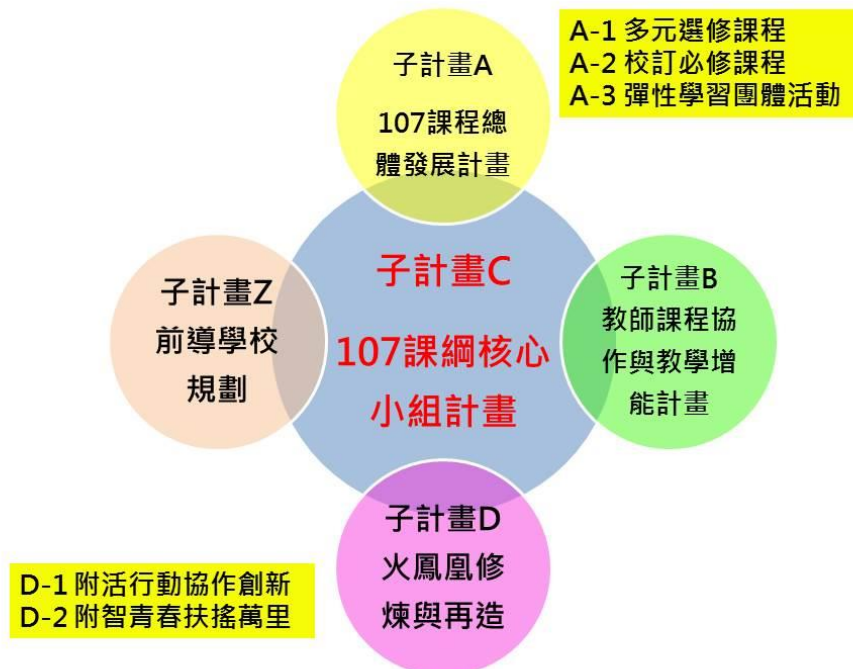 子計畫A
107課程總
體發展計畫
A-1 多元選修課程
A-2 校訂必修課程
A-3 彈性學習團體活動
子計畫Z
前導學校
規劃
子計畫C
107課綱核心
小組計畫
子計畫B
教師課程協
作與教學增
能計畫
子計畫D
火鳳凰修
煉與再造
D-1 附活行動協作創新
D-2 附智青春扶搖萬里